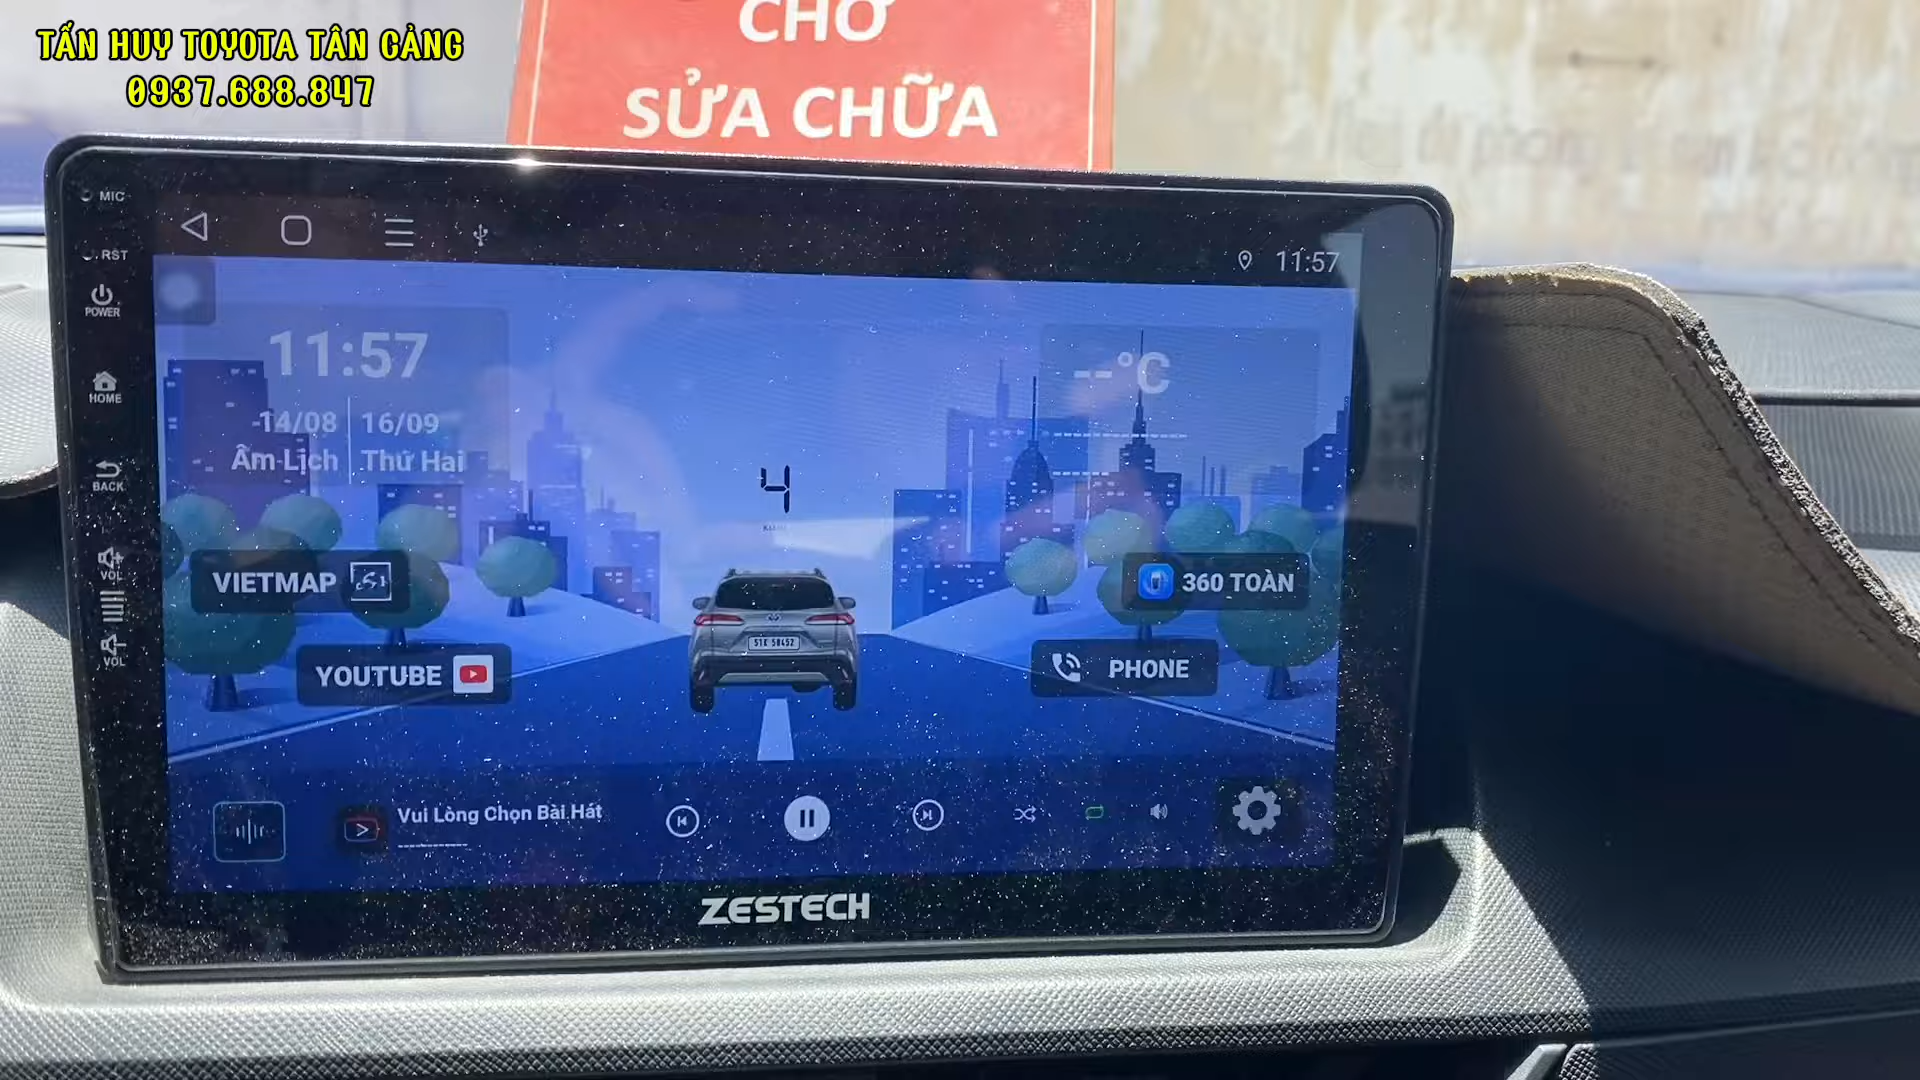 TẤN HUY TOYOTA TÂN CẢNG
0937.688.847
CHỜ
SỬA CHỮA
MIC
RST
POWER
HOME
BACK
VOL
VOL
11:57
11:57
14/08 16/09
Âm Lịch Thứ Hai
--°C
4
VIETMAP
360 TOÀN
51K 58452
YOUTUBE
PHONE
Vui Lòng Chọn Bài Hát
ZESTECH